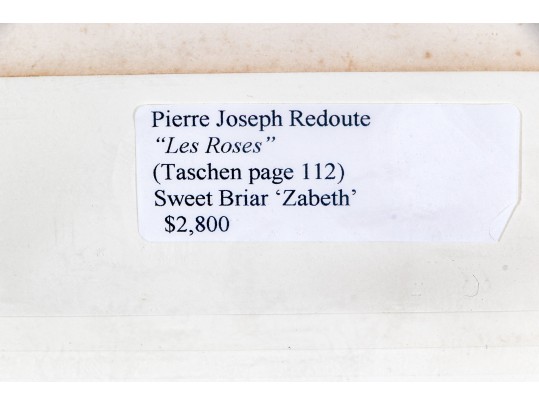 Pierre Joseph Redoute
“Les Roses”
(Taschen page 112)
Sweet Briar ‘Zabeth’
$2,800